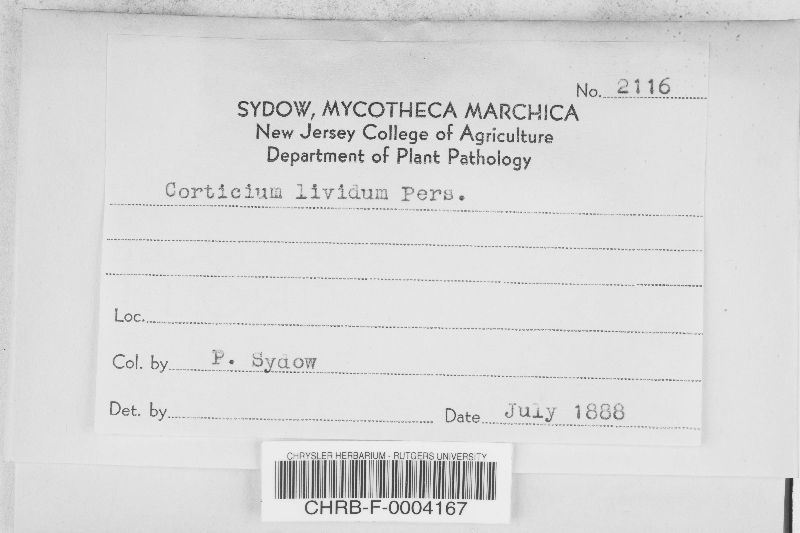 No. 2116
SYDOW, MYCOTHECA MARCHICA
New Jersey College of Agriculture
Department of Plant Pathology
Corticium lividum Pers.
Loc.
Col. by P. Sydow
Det. by Date July 1888
CHRYSLER HERBARIUM - RUTGERS UNIVERSITY
CHRB-F-0004167